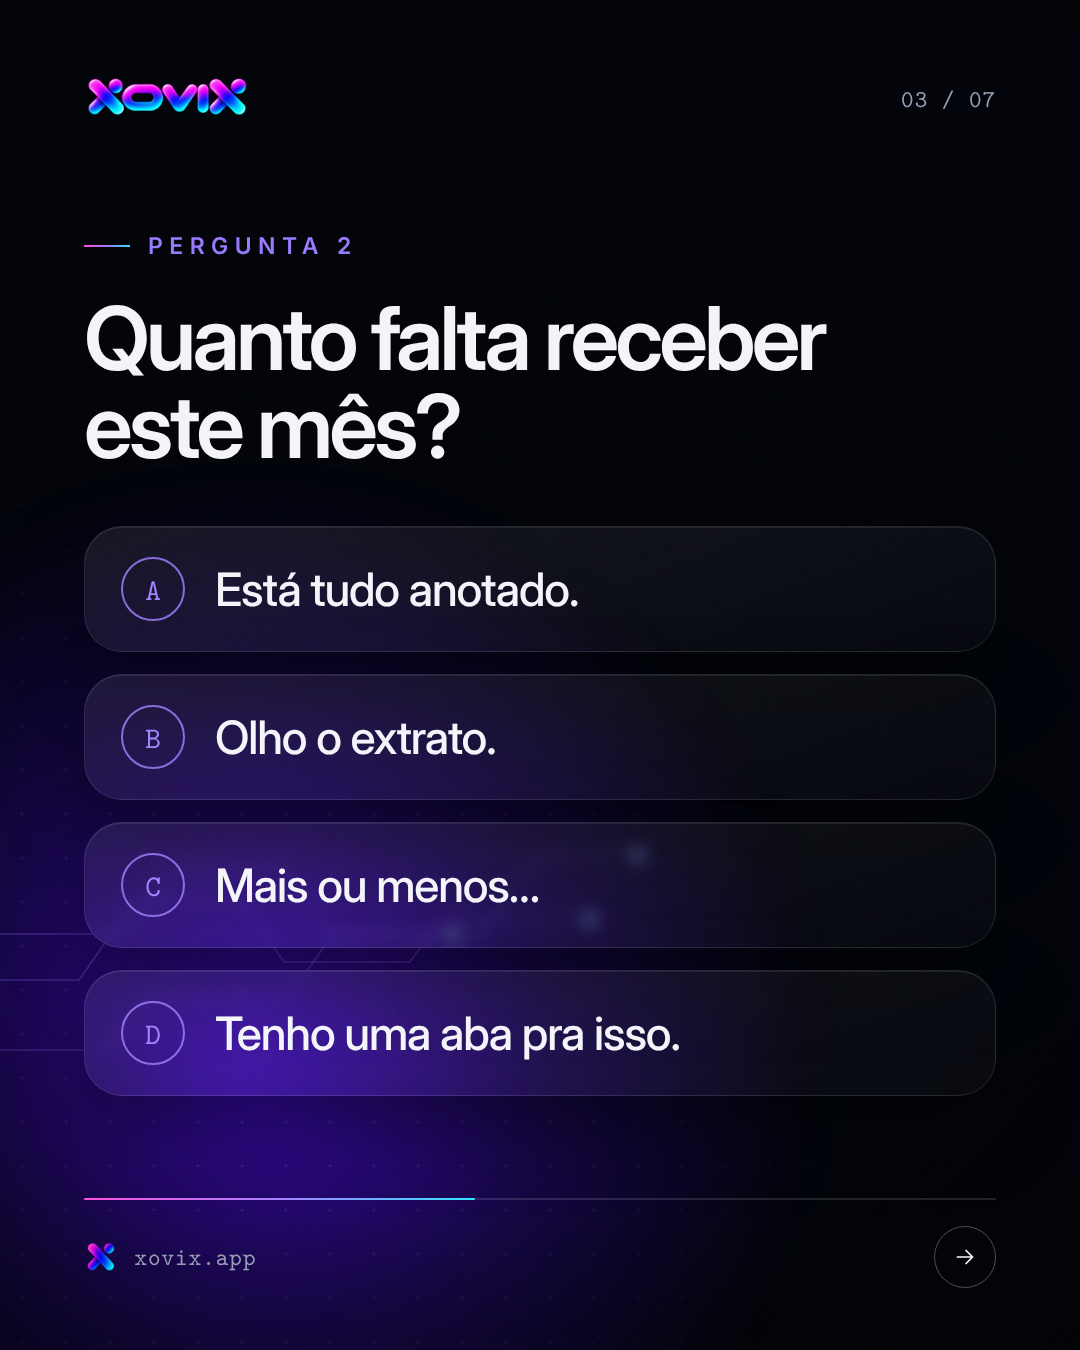 XOVIX
03 / 07
PERGUNTA 2
Quanto falta receber
este mês?
A Está tudo anotado.
B Olho o extrato.
C Mais ou menos...
D Tenho uma aba pra isso.
xovix.app